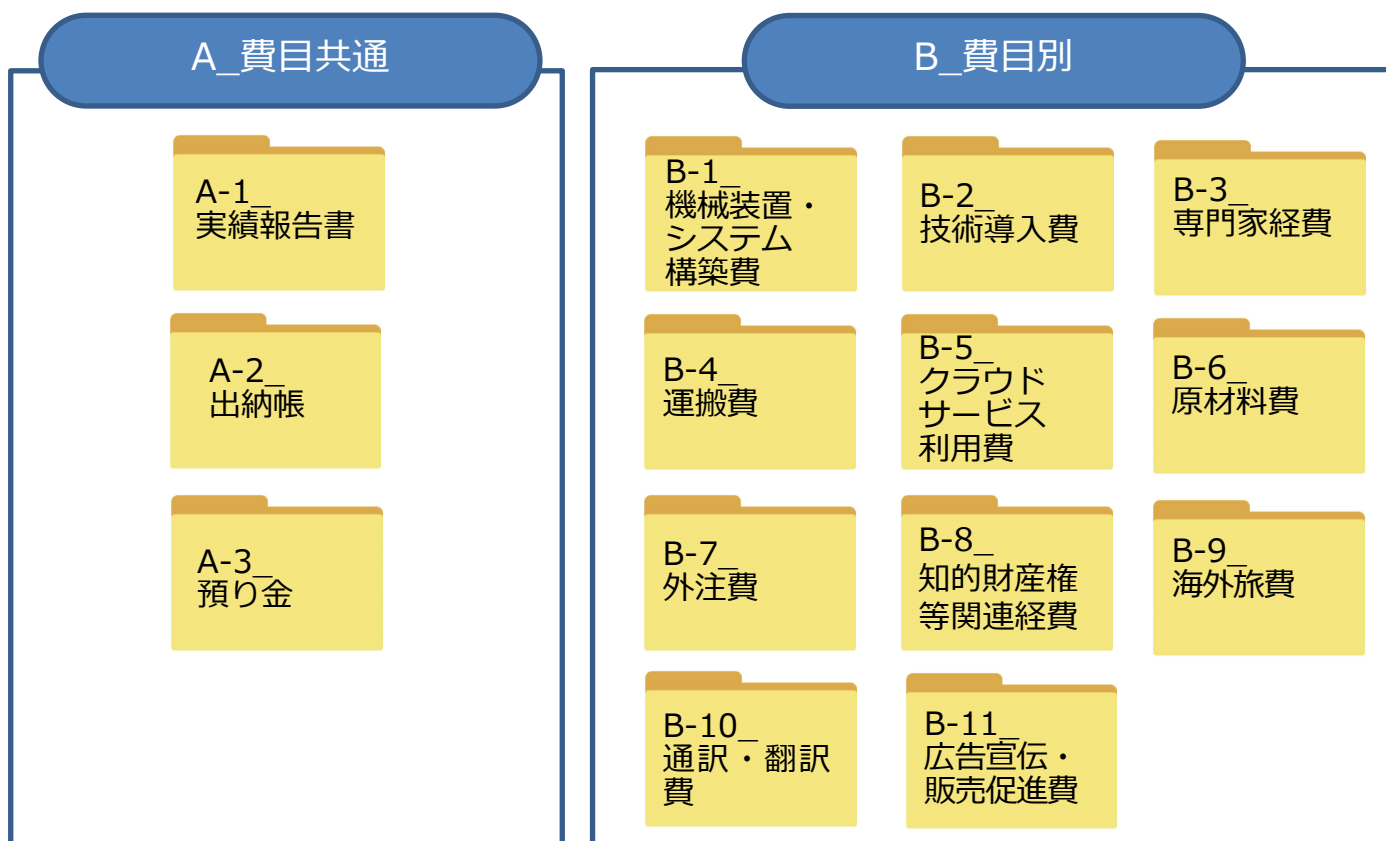 A_費目共通
A-1_
実績報告書
A-2_
出納帳
A-3_
預り金
B_費目別
B-1_
機械装置・
システム
構築費
B-2_
技術導入費
B-3_
専門家経費
B-4_
運搬費
B-5_
クラウド
サービス
利用費
B-6_
原材料費
B-7_
外注費
B-8_
知的財産権
等関連経費
B-9_
海外旅費
B-10_
通訳・翻訳
費
B-11_
広告宣伝・
販売促進費